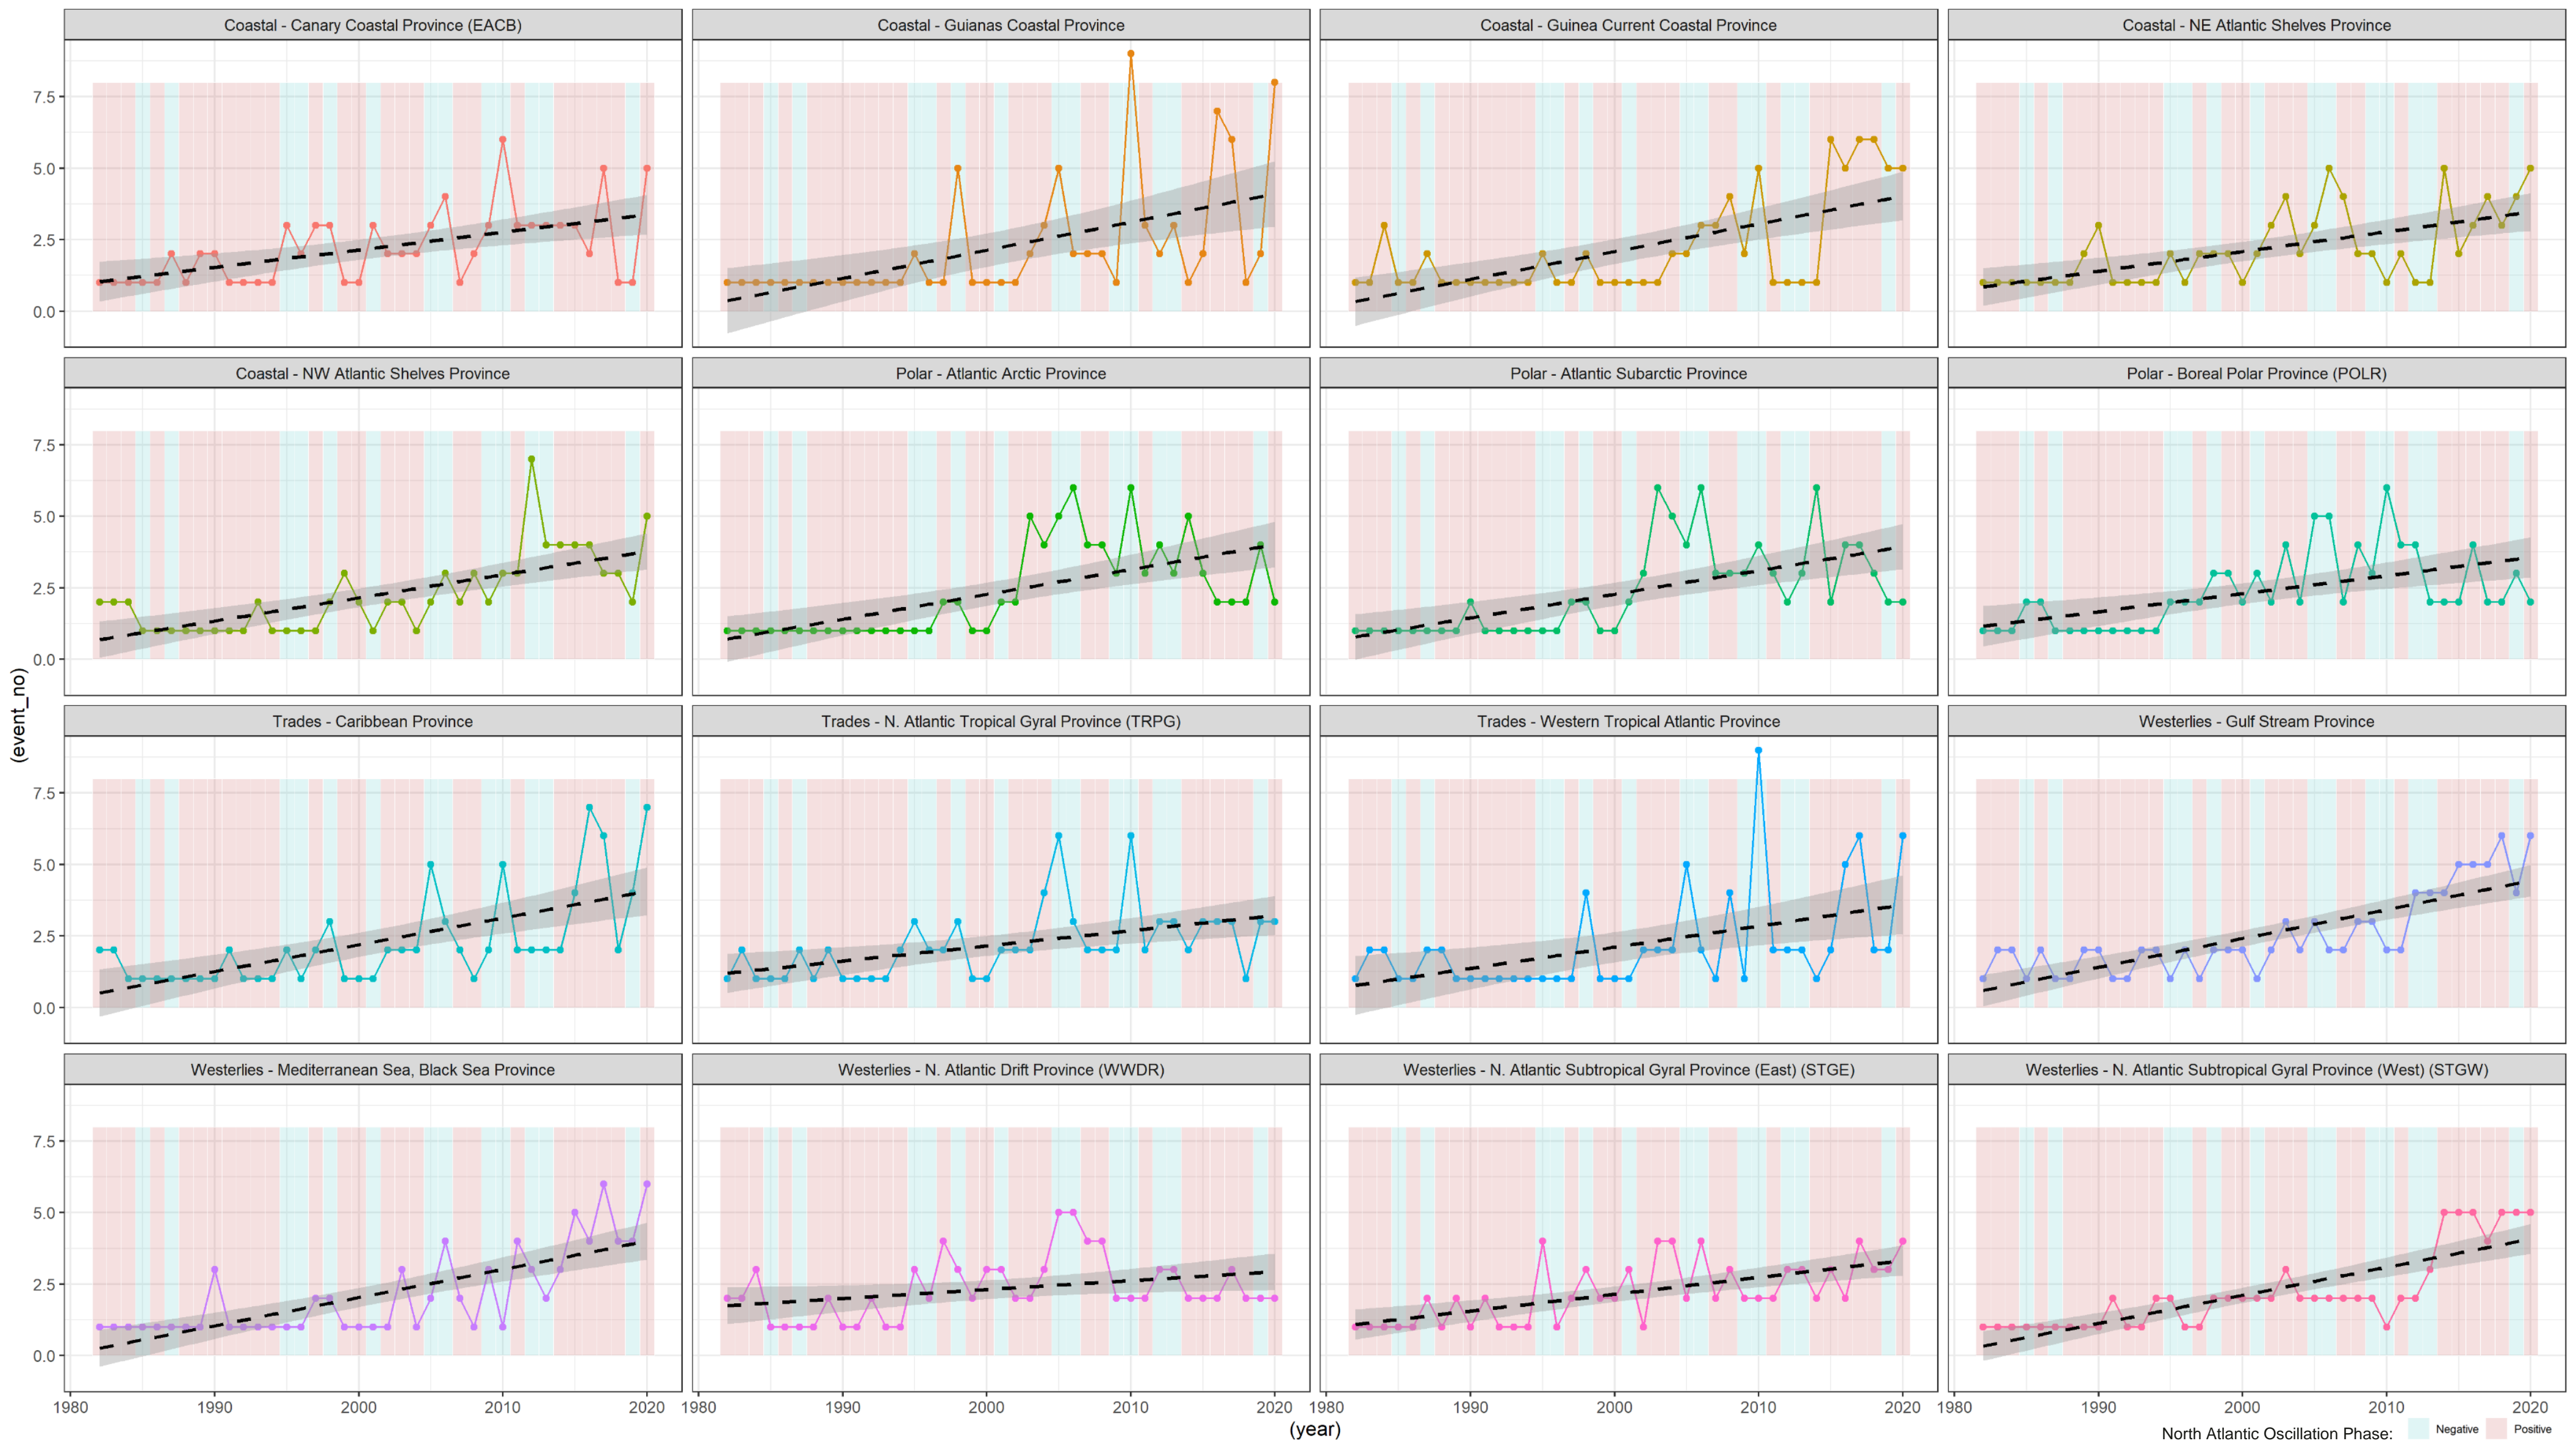 Coastal - Canary Coastal Province (EACB) Coastal - Guianas Coastal Province Coastal - Guinea Current Coastal Province Coastal - NE Atlantic Shelves Province
7.5
5.0
2.5
0.0
Coastal - NW Atlantic Shelves Province Polar - Atlantic Arctic Province Polar - Atlantic Subarctic Province Polar - Boreal Polar Province (POLR)
7.5
5.0
2.5
0.0
(event_no)
Trades - Caribbean Province Trades - N. Atlantic Tropical Gyral Province (TRPG) Trades - Western Tropical Atlantic Province Westerlies - Gulf Stream Province
7.5
5.0
2.5
0.0
Westerlies - Mediterranean Sea, Black Sea Province Westerlies - N. Atlantic Drift Province (WWDR) Westerlies - N. Atlantic Subtropical Gyral Province (East) (STGE) Westerlies - N. Atlantic Subtropical Gyral Province (West) (STGW)
7.5
5.0
2.5
0.0
1980 1990 2000 2010 2020 1980 1990 2000 2010 2020 1980 1990 2000 2010 2020 1980 1990 2000 2010 2020
(year)
North Atlantic Oscillation Phase: Negative Positive